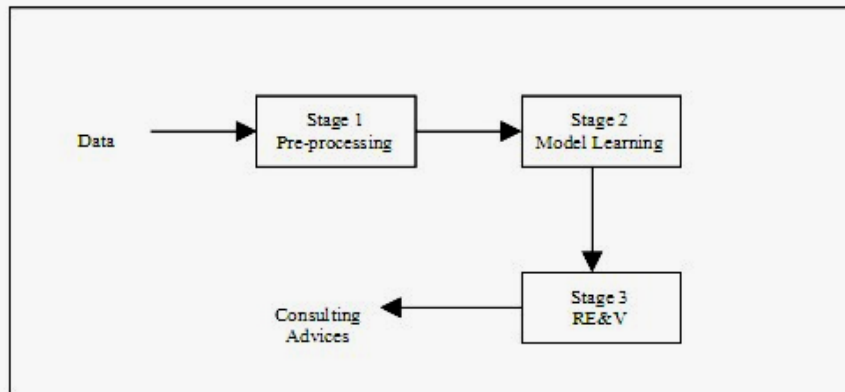 Data
Stage 1
Pre-processing
Stage 2
Model Learning
Stage 3
RE&V
Consulting
Advices